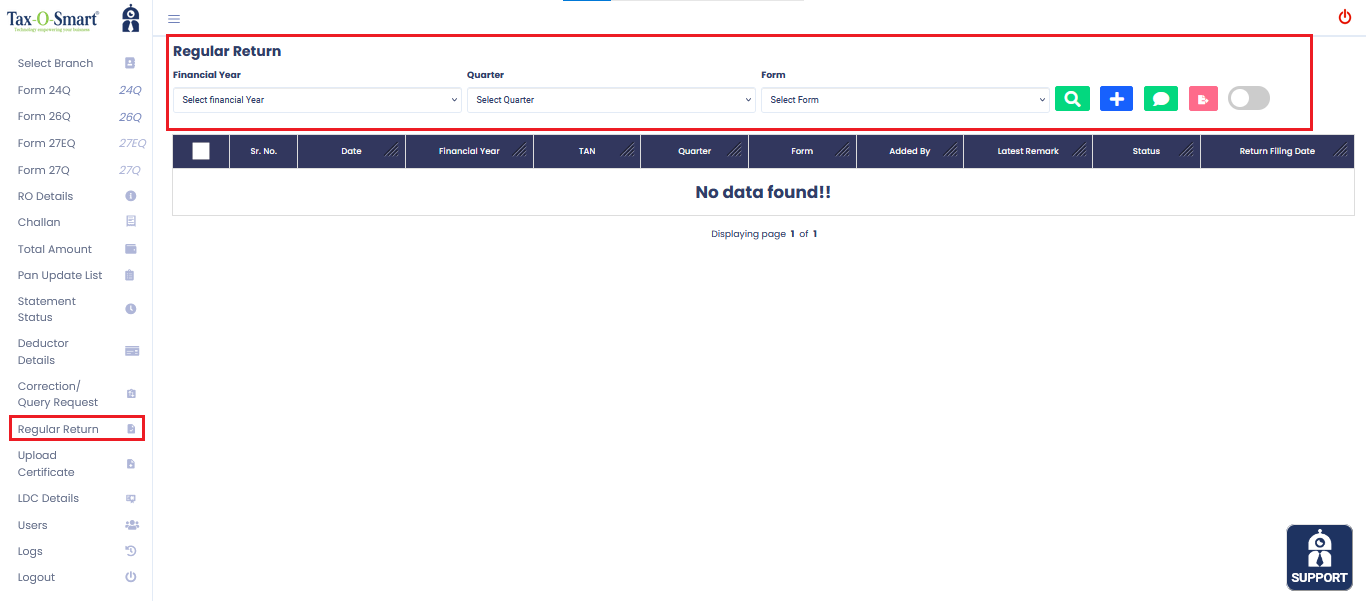 Tax-O-Smart
Technology empowering your business
Select Branch
Form 24Q 24Q
Form 26Q 26Q
Form 27EQ 27EQ
Form 27Q 27Q
RO Details
Challan
Total Amount
Pan Update List
Statement
Status
Deductor
Details
Correction/
Query Request
Regular Return
Upload
Certificate
LDC Details
Users
Logs
Logout
Regular Return
Financial Year Quarter Form
Select financial Year Select Quarter Select Form
Sr. No. Date Financial Year TAN Quarter Form Added By Latest Remark Status Return Filing Date
No data found!!
Displaying page 1 of 1
SUPPORT